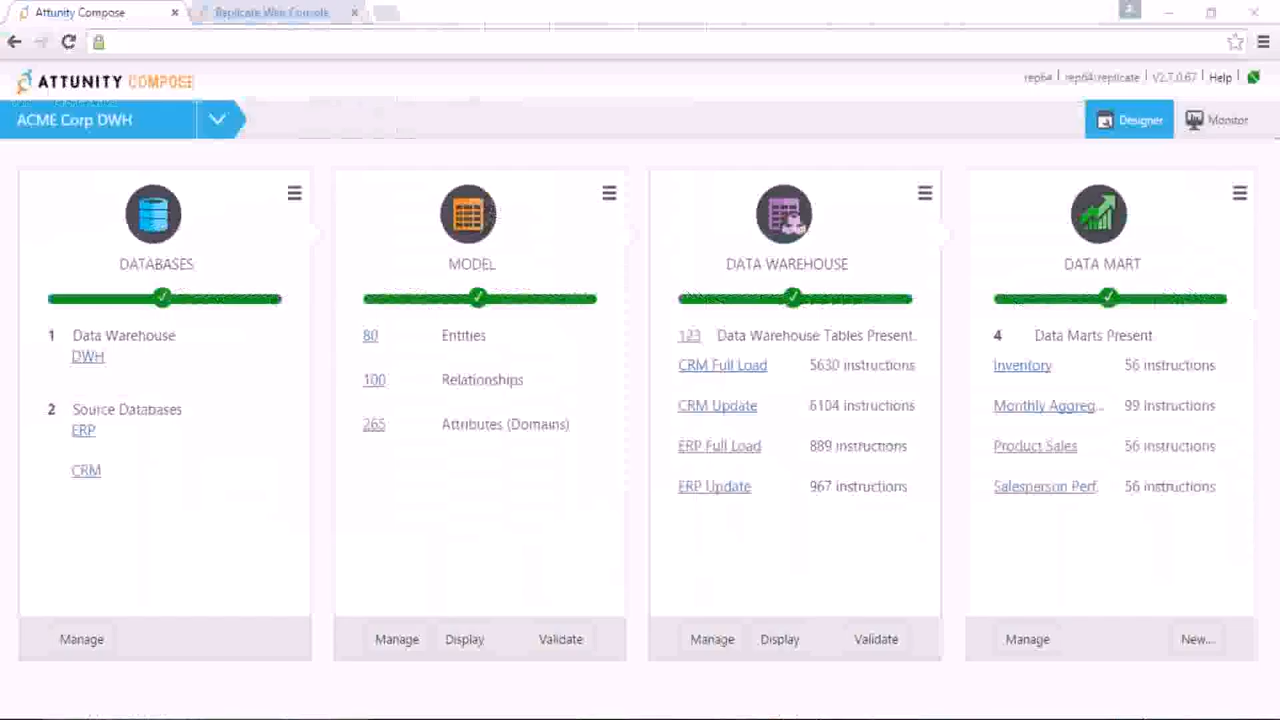 Attunity Compose
Replicate Web Console
ATTUNITY COMPOSE
rep64 | rep64\replicate | V2.7.0.67 | Help
ACME Corp DWH
Designer
Monitor
DATABASES
1 Data Warehouse
DWH
2 Source Databases
ERP
CRM
Manage
MODEL
80 Entities
100 Relationships
265 Attributes (Domains)
Manage Display Validate
DATA WAREHOUSE
123 Data Warehouse Tables Present.
CRM Full Load 5630 instructions
CRM Update 6104 instructions
ERP Full Load 889 instructions
ERP Update 967 instructions
Manage Display Validate
DATA MART
4 Data Marts Present
Inventory 56 instructions
Monthly Aggreg... 99 instructions
Product Sales 56 instructions
Salesperson Perf. 56 instructions
Manage New...